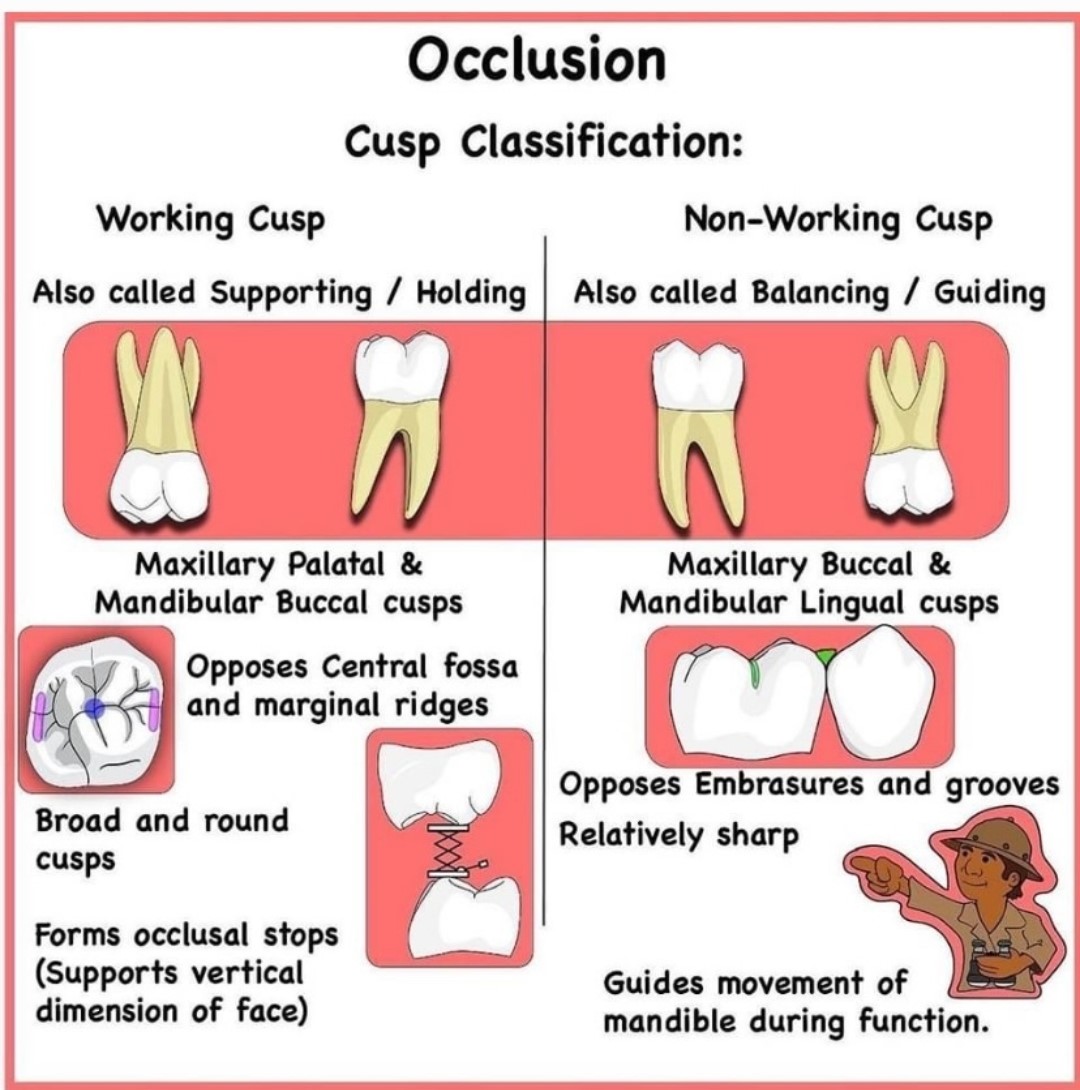 Occlusion
Cusp Classification:
Working Cusp
Also called Supporting / Holding
Maxillary Palatal &
Mandibular Buccal cusps
Opposes Central fossa
and marginal ridges
Broad and round
cusps
Forms occlusal stops
(Supports vertical
dimension of face)
Non-Working Cusp
Also called Balancing / Guiding
Maxillary Buccal &
Mandibular Lingual cusps
Opposes Embrasures and grooves
Relatively sharp
Guides movement of
mandible during function.